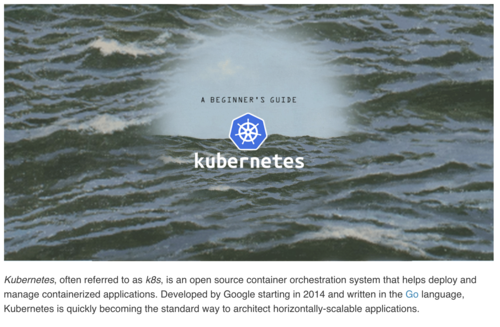 A BEGINNER'S GUIDE
kubernetes
Kubernetes, often referred to as k8s, is an open source container orchestration system that helps deploy and
manage containerized applications. Developed by Google starting in 2014 and written in the Go language,
Kubernetes is quickly becoming the standard way to architect horizontally-scalable applications.